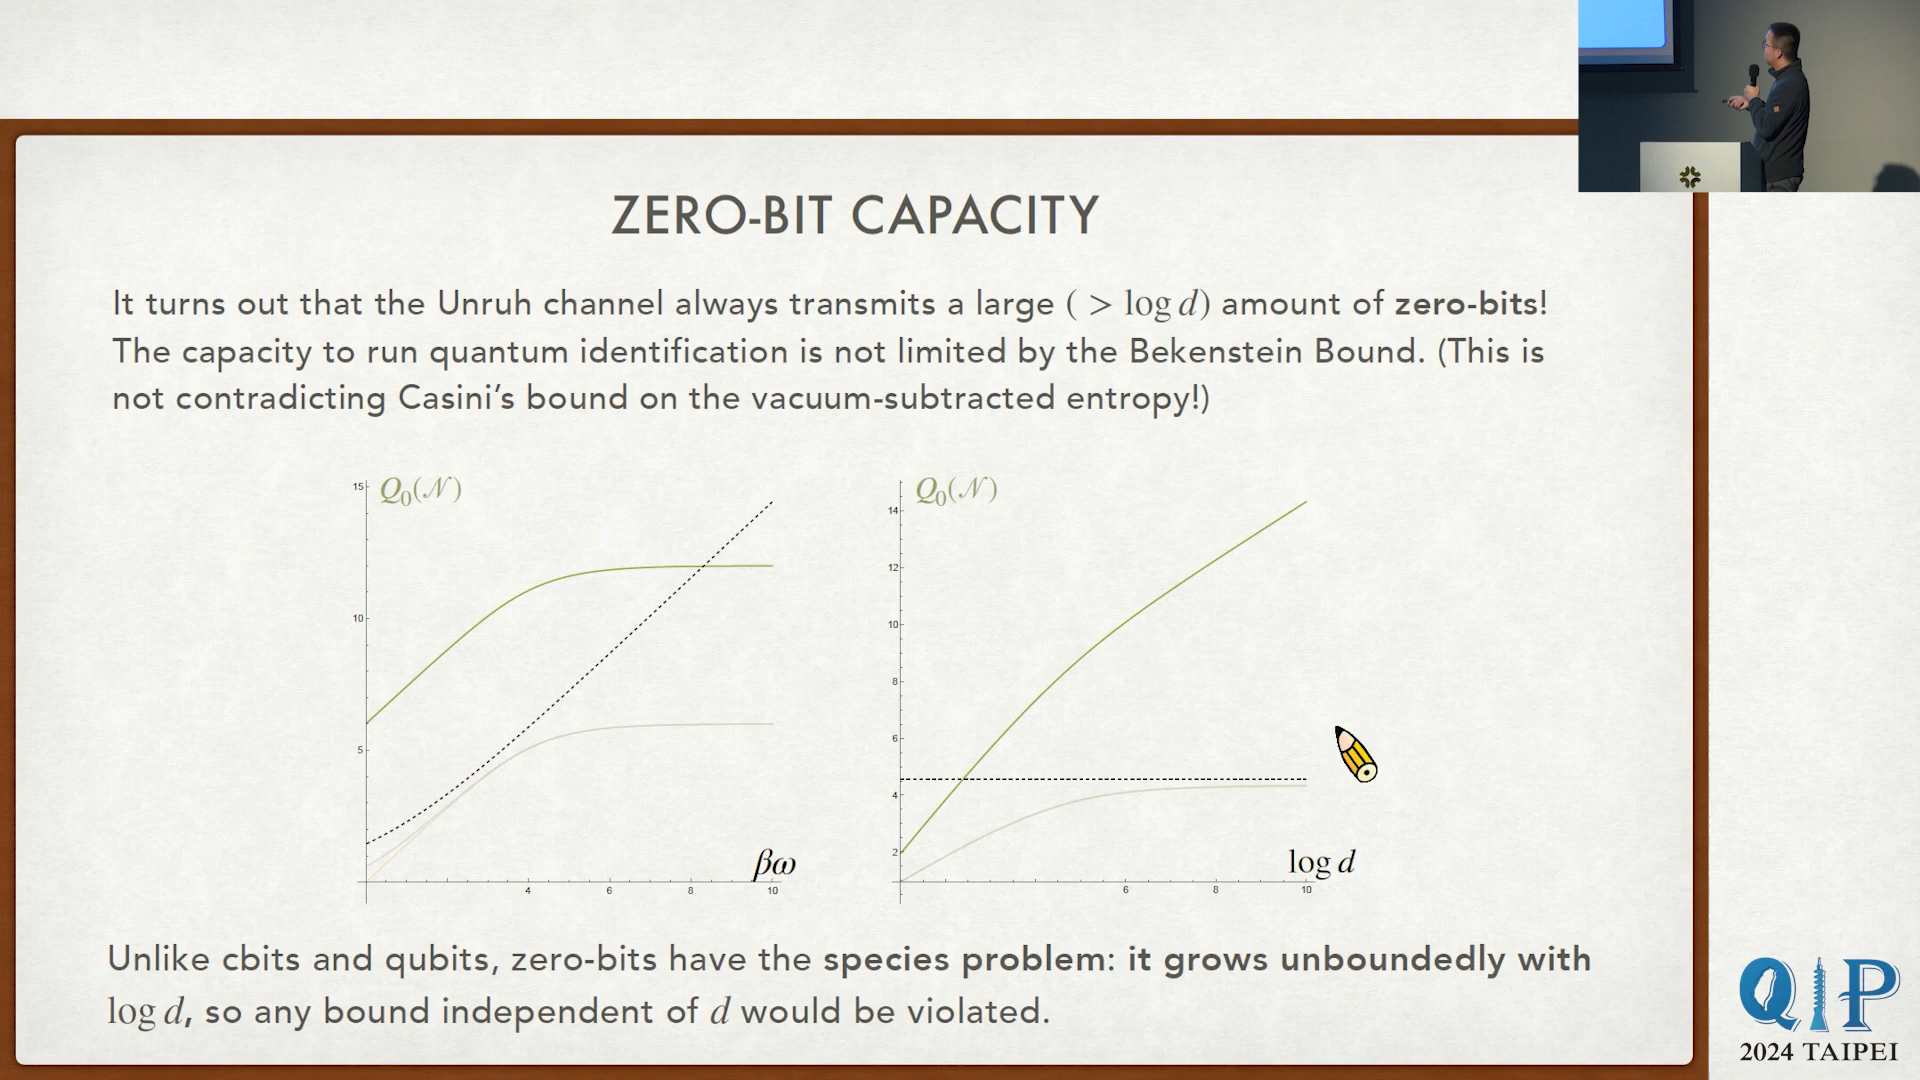 ZERO-BIT CAPACITY
It turns out that the Unruh channel always transmits a large ( > log d) amount of zero-bits!
The capacity to run quantum identification is not limited by the Bekenstein Bound. (This is
not contradicting Casini’s bound on the vacuum-subtracted entropy!)
15
Q₀(𝒩)
10
5
4
6
8
10
βω
Q₀(𝒩)
14
12
10
8
6
4
2
6
8
10
log d
Unlike cbits and qubits, zero-bits have the species problem: it grows unboundedly with
log d, so any bound independent of d would be violated.
QIP
2024 TAIPEI